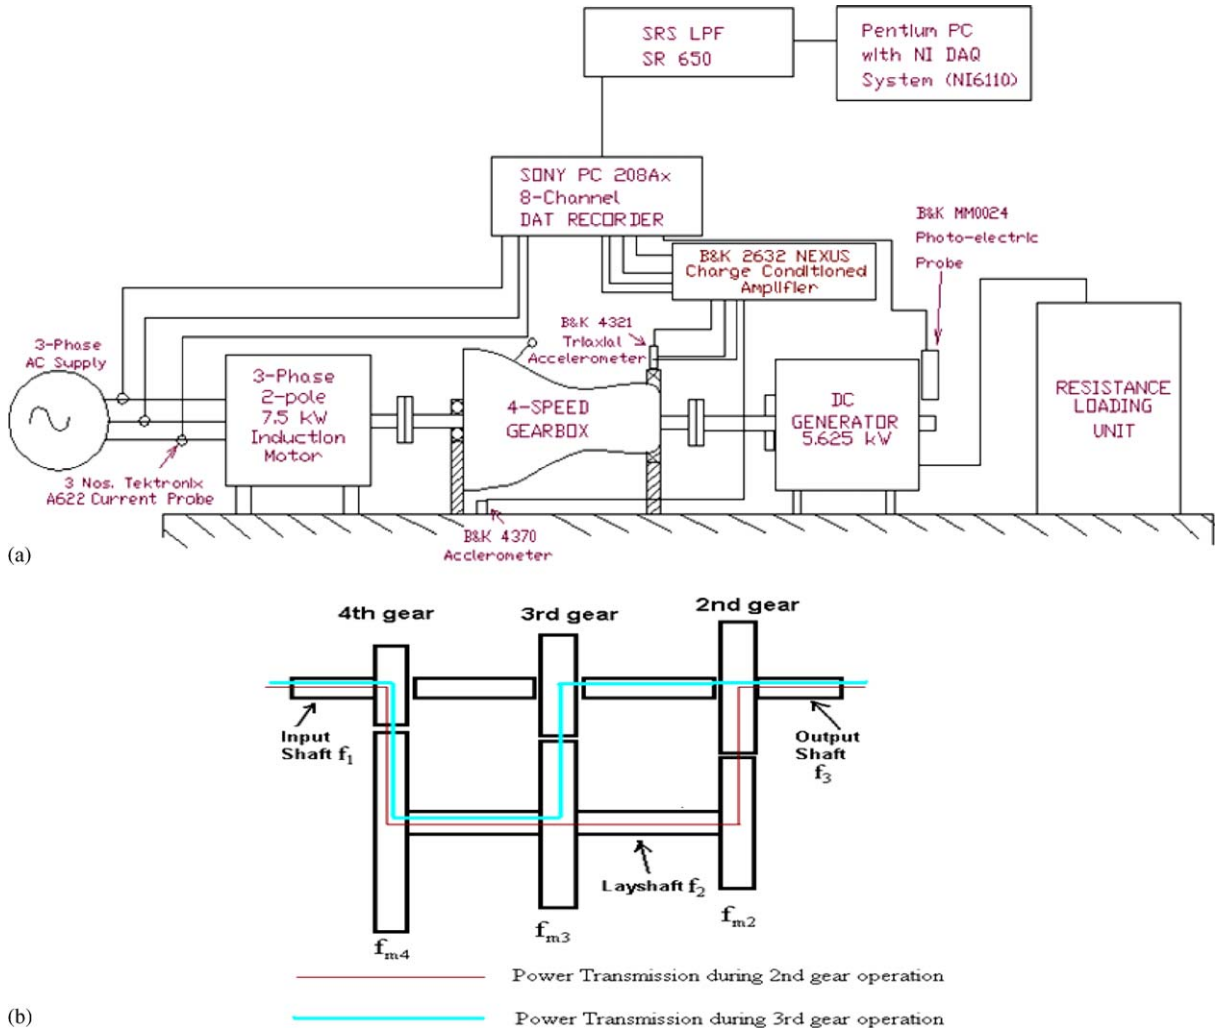 SRS LPF
SR 650
Pentium PC
with NI DAQ
System (NI6110)
SONY PC 208Ax
8-Channel
DAT RECORDER
B&K MM0024
Photo-electric
Probe
B&K 2632 NEXUS
Charge Conditioned
Amplifier
B&K 4321
Triaxial
Accelerometer
3-Phase
AC Supply
3-Phase
2-pole
7.5 kW
Induction
Motor
4-SPEED
GEARBOX
DC
GENERATOR
5.625 kW
RESISTANCE
LOADING
UNIT
3 Nos. Tektronix
A622 Current Probe
B&K 4370
Acclerometer
(a)
4th gear
3rd gear
2nd gear
Input
Shaft f1
Output
Shaft
f3
Layshaft f2
fm4
fm3
fm2
Power Transmission during 2nd gear operation
(b)
Power Transmission during 3rd gear operation